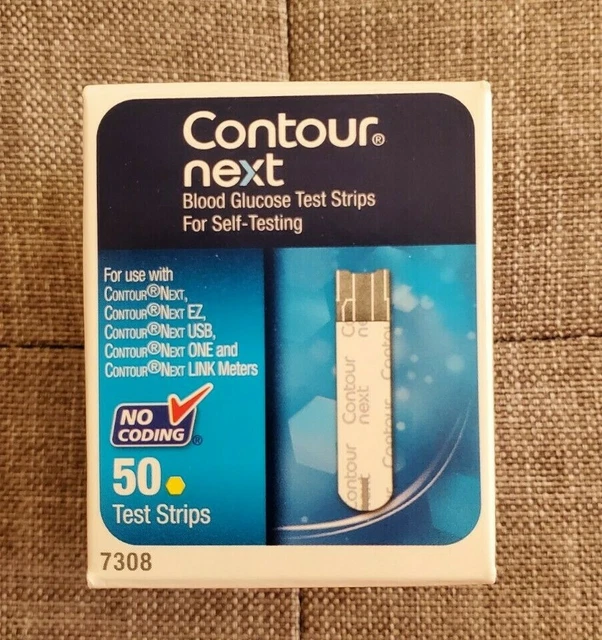 Contour®
next
Blood Glucose Test Strips
For Self-Testing
For use with
CONTOUR®NEXT,
CONTOUR®NEXT EZ,
CONTOUR®NEXT USB,
CONTOUR®NEXT ONE and
CONTOUR®NEXT LINK Meters
NO
CODING®
50
Test Strips
7308
Contour
next
Contour
Contour